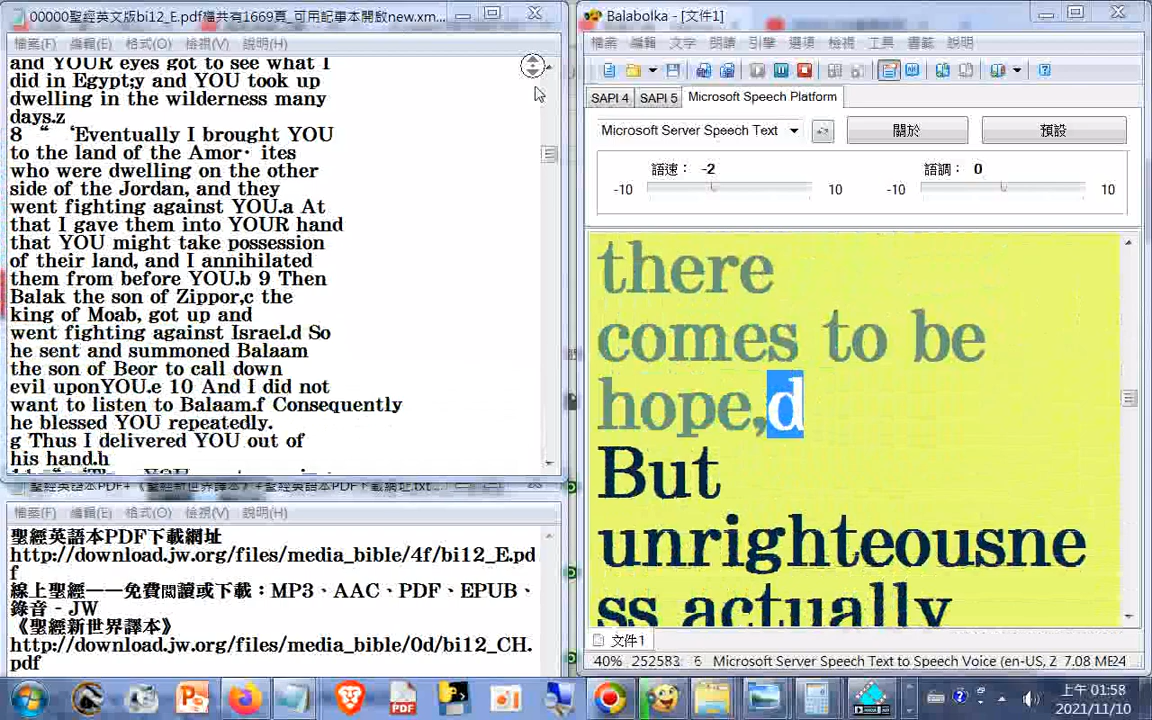 00000聖經英文版bi12_E.pdf檔共有1669頁_可用記事本開啟new.xm...
檔案(F) 編輯(E) 格式(O) 檢視(V) 說明(H)
and YOUR eyes got to see what I
did in Egypt;y and YOU took up
dwelling in the wilderness many
days.z
8 “ ‘Eventually I brought YOU
to the land of the Amor· ites
who were dwelling on the other
side of the Jordan, and they
went fighting against YOU.a At
that I gave them into YOUR hand
that YOU might take possession
of their land, and I annihilated
them from before YOU.b 9 Then
Balak the son of Zippor,c the
king of Moab, got up and
went fighting against Israel.d So
he sent and summoned Balaam
the son of Beor to call down
evil uponYOU.e 10 And I did not
want to listen to Balaam.f Consequently
he blessed YOU repeatedly.
g Thus I delivered YOU out of
his hand.h
聖經英語本PDF+《聖經新世界譯本》+聖經英語本PDF下載網址.txt...
檔案(F) 編輯(E) 格式(O) 檢視(V) 說明(H)
聖經英語本PDF下載網址
http://download.jw.org/files/media_bible/4f/bi12_E.pd
f
線上聖經——免費閱讀或下載：MP3、AAC、PDF、EPUB、
錄音 - JW
《聖經新世界譯本》
http://download.jw.org/files/media_bible/0d/bi12_CH.
pdf
Balabolka - [文件1]
檔案 編輯 文字 朗讀 引擎 選項 檢視 工具 書籤 說明
SAPI 4 SAPI 5 Microsoft Speech Platform
Microsoft Server Speech Text 關於 預設
語速： -2 語調： 0
-10 10 -10 10
there
comes to be
hope,d
But
unrighteousne
ss actually
文件1
40% 252583 6 Microsoft Server Speech Text to Speech Voice (en-US, Z 7.08 ME24
上午 01:58
2021/11/10